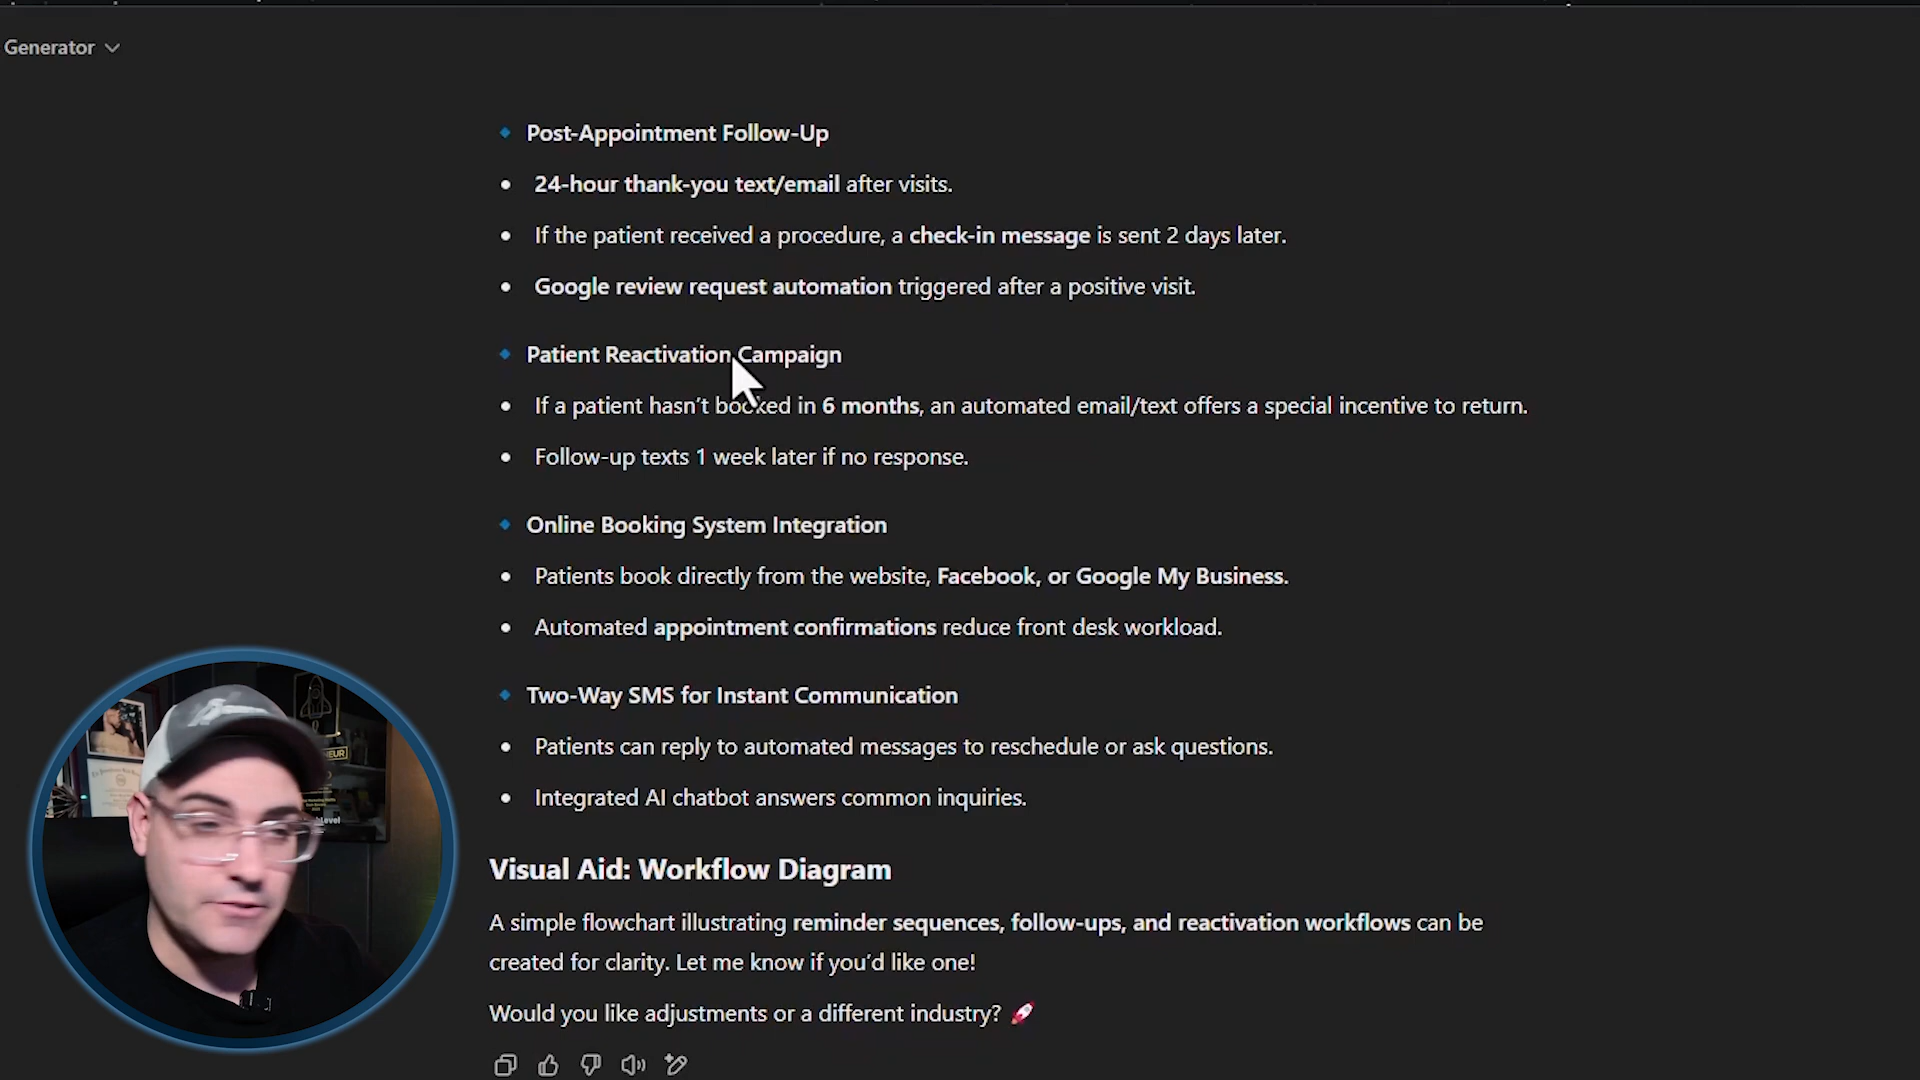 Generator
Post-Appointment Follow-Up
24-hour thank-you text/email after visits.
If the patient received a procedure, a check-in message is sent 2 days later.
Google review request automation triggered after a positive visit.
Patient Reactivation Campaign
If a patient hasn’t booked in 6 months, an automated email/text offers a special incentive to return.
Follow-up texts 1 week later if no response.
Online Booking System Integration
Patients book directly from the website, Facebook, or Google My Business.
Automated appointment confirmations reduce front desk workload.
Two-Way SMS for Instant Communication
Patients can reply to automated messages to reschedule or ask questions.
Integrated AI chatbot answers common inquiries.
Visual Aid: Workflow Diagram
A simple flowchart illustrating reminder sequences, follow-ups, and reactivation workflows can be
created for clarity. Let me know if you’d like one!
Would you like adjustments or a different industry? 🚀